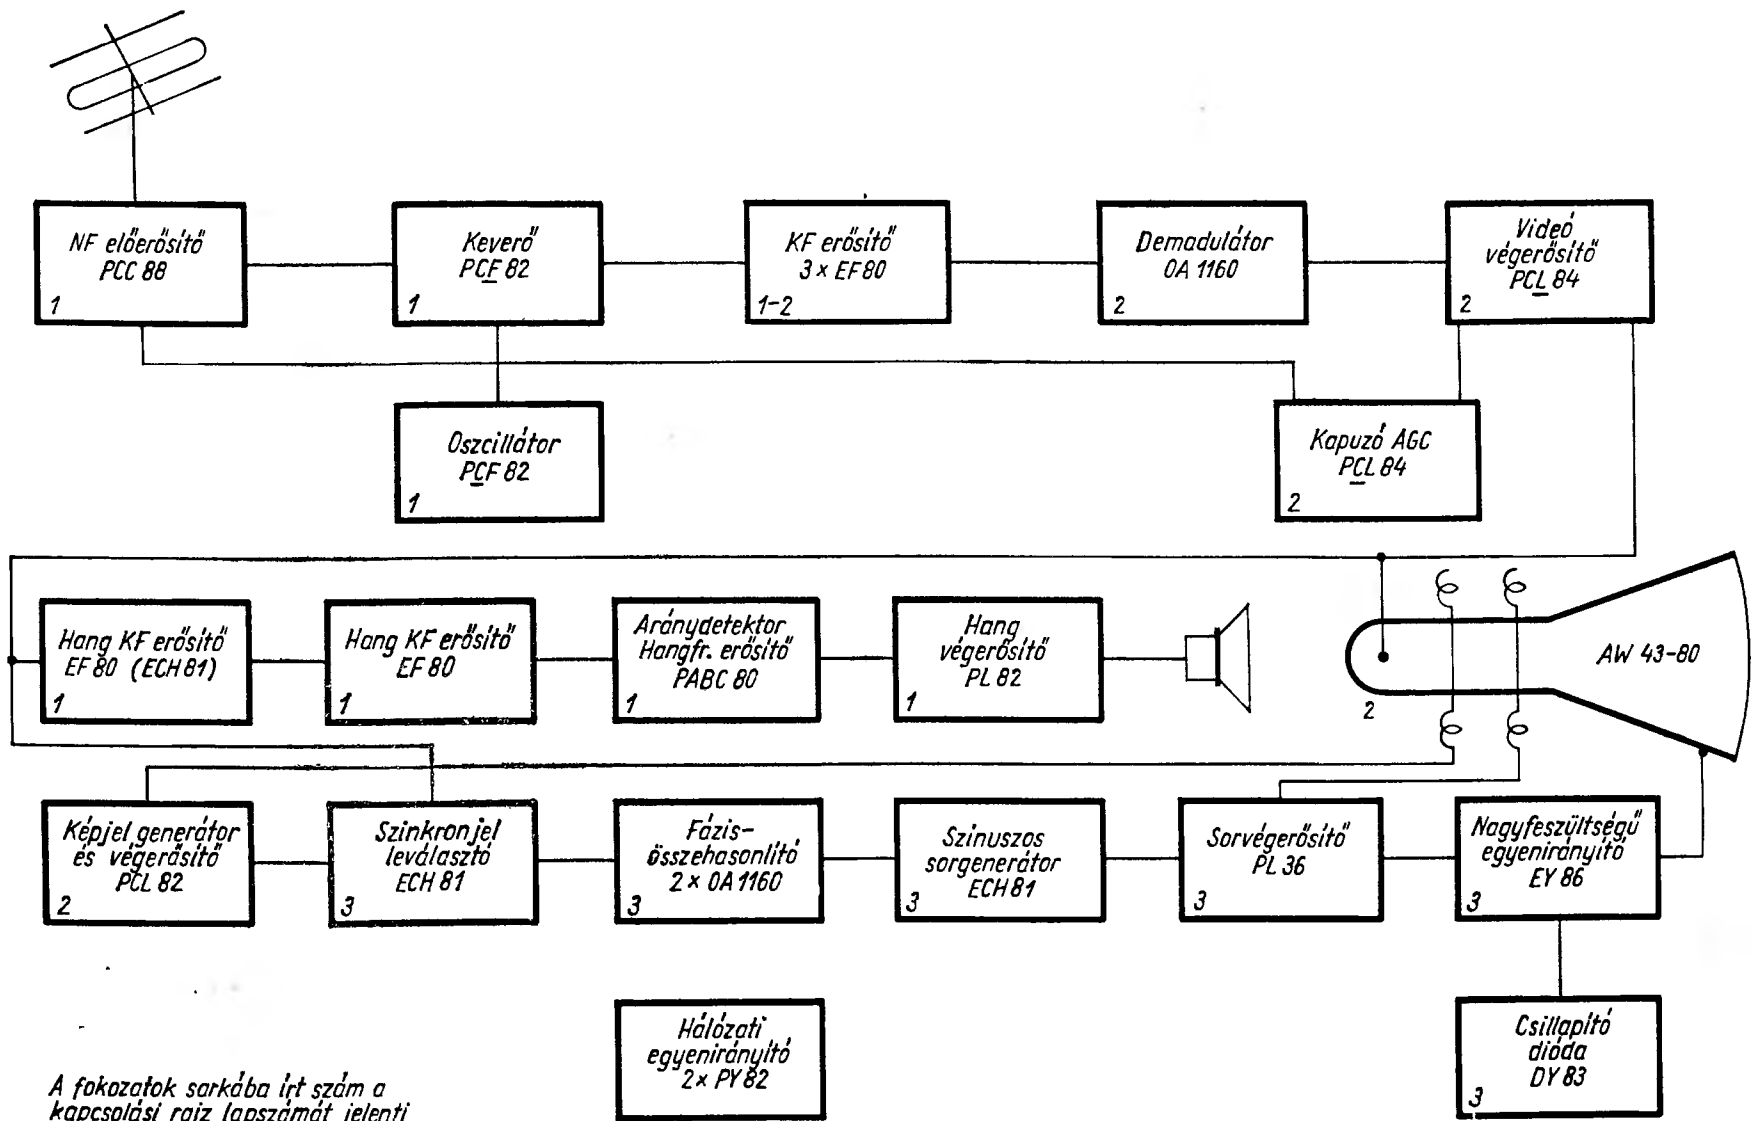 NF előerősítő
PCC 88
1
Keverő
PCF 82
1
KF erősítő
3 x EF 80
1-2
Demadulátor
OA 1160
2
Videó
végerősítő
PCL 84
2
Oszcillátor
PCF 82
1
Kapuzó AGC
PCL 84
2
Hang KF erősítő
EF 80 (ECH 81)
1
Hang KF erősítő
EF 80
1
Aránydetektor
Hangfr. erősítő
PABC 80
1
Hang
végerősítő
PL 82
1
AW 43-80
2
Képjel generátor
és végerásítő
PCL 82
2
Szinkronjel
leválasztó
ECH 81
3
Fázis-
összehasonlító
2 x OA 1160
3
Szinuszos
sorgenerátor
ECH 81
3
Sorvégerősítő
PL 36
3
Nagyfeszültségű
egyenirányító
EY 86
3
Hálózati
egyenirányító
2x PY 82
Csillapító
dióda
DY 83
3
A fokozatok sarkába írt szám a
kapcsolási rajz lapszámát jelenti